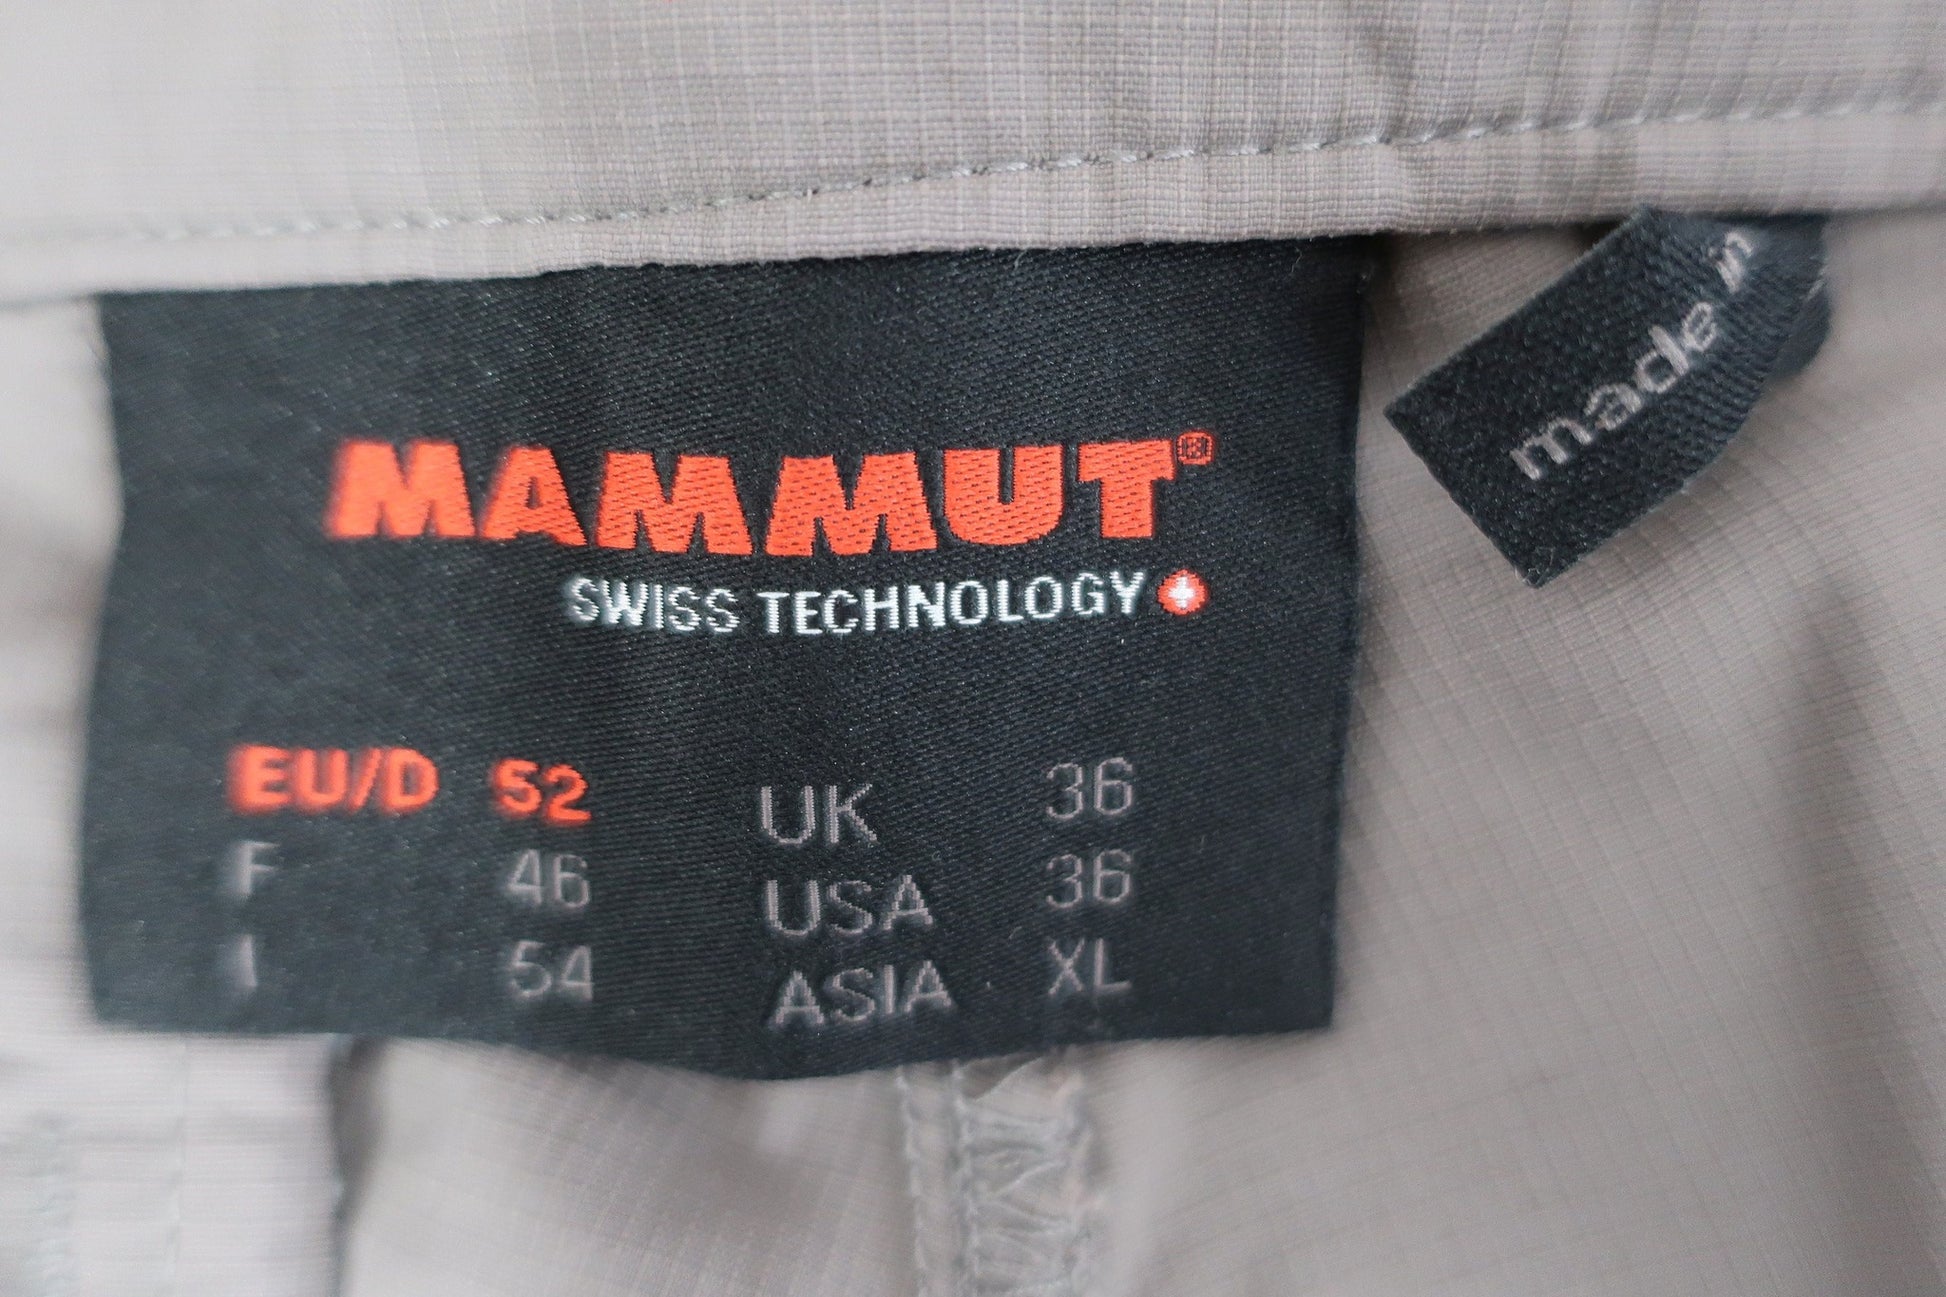 MAMMUT®
SWISS TECHNOLOGY
EU/D 52 UK 36
F 46 USA 36
I 54 ASIA XL
made in